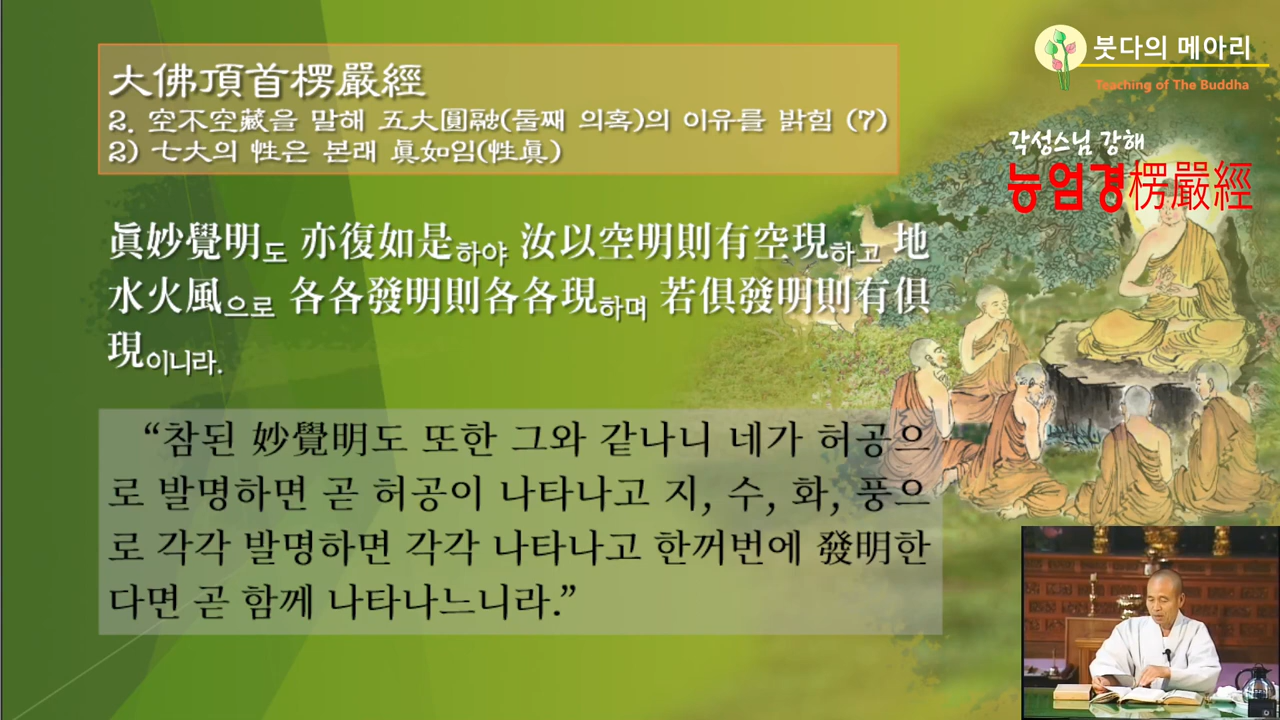 大佛頂首楞嚴經
2. 空不空藏을 말해 五大圓融(둘째 의혹)의 이유를 밝힘 (7)
2) 七大의 性은 본래 眞如임(性眞)
붓다의 메아리
Teaching of The Buddha
각성스님 강해
능엄경楞嚴經
眞妙覺明도 亦復如是하야 汝以空明則有空現하고 地
水火風으로 各各發明則各各現하며 若俱發明則有俱
現이니라.
“참된 妙覺明도 또한 그와 같나니 네가 허공으
로 발명하면 곧 허공이 나타나고 지, 수, 화, 풍으
로 각각 발명하면 각각 나타나고 한꺼번에 發明한
다면 곧 함께 나타나느니라.”